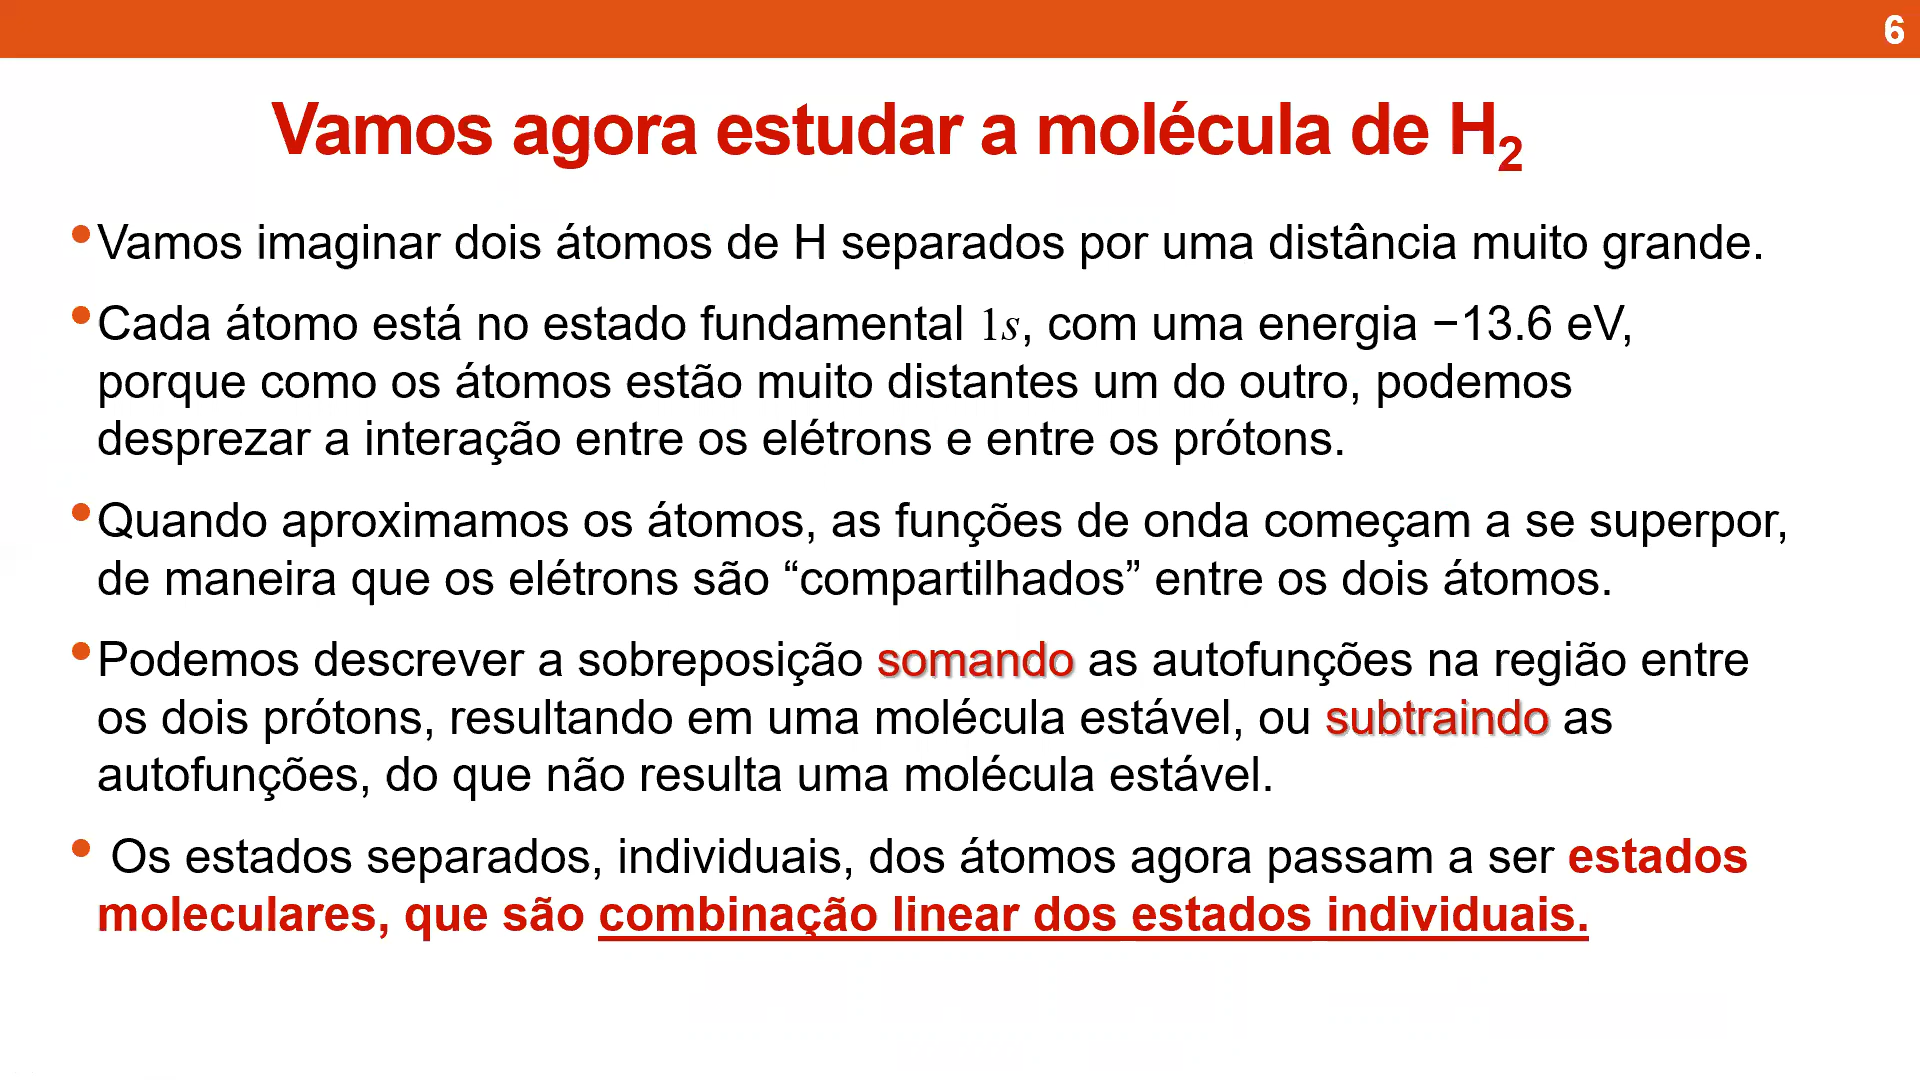 6
Vamos agora estudar a molécula de H₂
•Vamos imaginar dois átomos de H separados por uma distância muito grande.
•Cada átomo está no estado fundamental 1s, com uma energia −13.6 eV,
porque como os átomos estão muito distantes um do outro, podemos
desprezar a interação entre os elétrons e entre os prótons.
•Quando aproximamos os átomos, as funções de onda começam a se superpor,
de maneira que os elétrons são “compartilhados” entre os dois átomos.
•Podemos descrever a sobreposição somando as autofunções na região entre
os dois prótons, resultando em uma molécula estável, ou subtraindo as
autofunções, do que não resulta uma molécula estável.
• Os estados separados, individuais, dos átomos agora passam a ser estados
moleculares, que são combinação linear dos estados individuais.